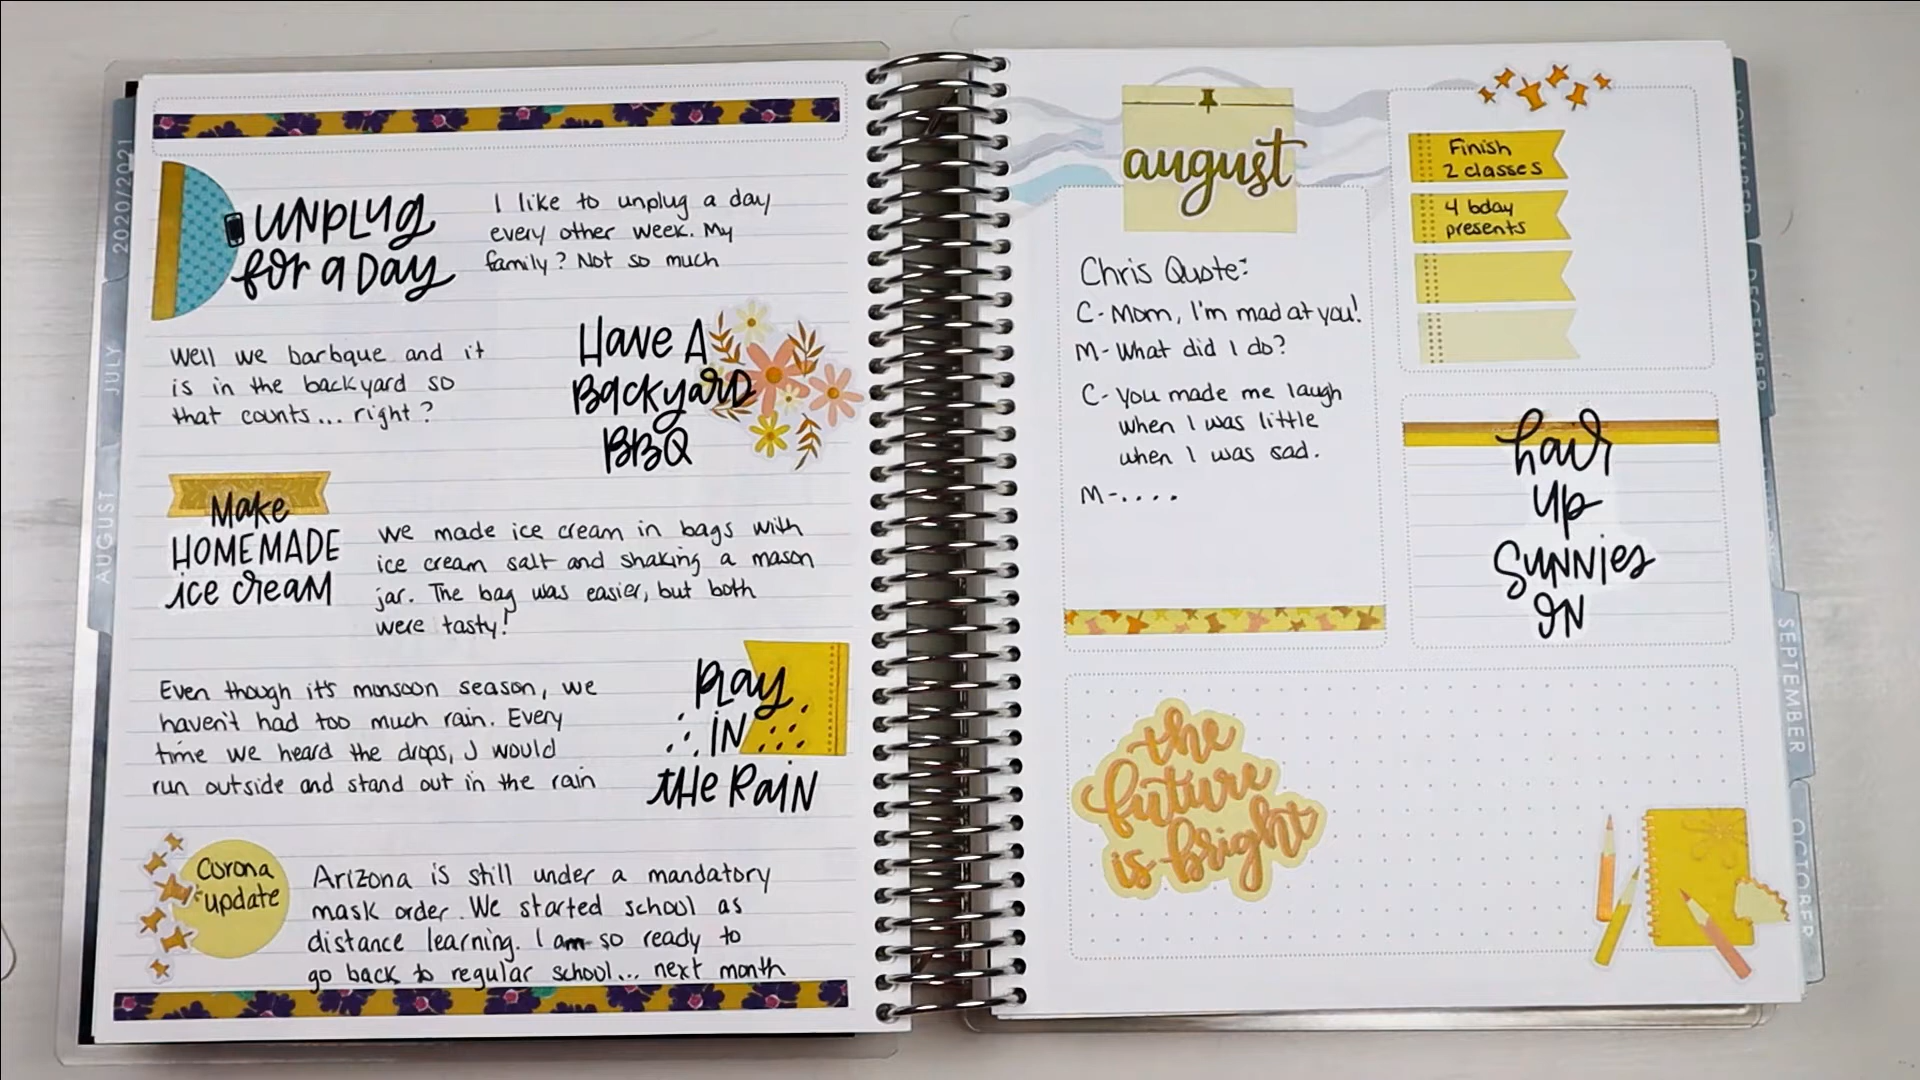 2020/2021
JULY
AUGUST
UNPLUG
for a DAY
I like to unplug a day
every other week. My
family? Not so much
Well we barbque and it
is in the backyard so
that counts... right?
Have A
Backyard
BBQ
Make
HOMEMADE
ice cream
We made ice cream in bags with
ice cream salt and shaking a mason
jar. The bag was easier, but both
were tasty!
Even though it's monsoon season, we
haven't had too much rain. Every
time we heard the drops, J would
run outside and stand out in the rain
Play
IN
tHe RaiN
Corona
update
Arizona is still under a mandatory
mask order. We started school as
distance learning. I am so ready to
go back to regular school... next month
august
Chris Quote:
C- Mom, I'm mad at you!
M- What did I do?
C- You made me laugh
when I was little
when I was sad.
M-....
Finish
2 classes
4 bday
presents
hair
up
SUNNies
ON
the
future
is bright
NOVEMBER
DECEMBER
SEPTEMBER
OCTOBER